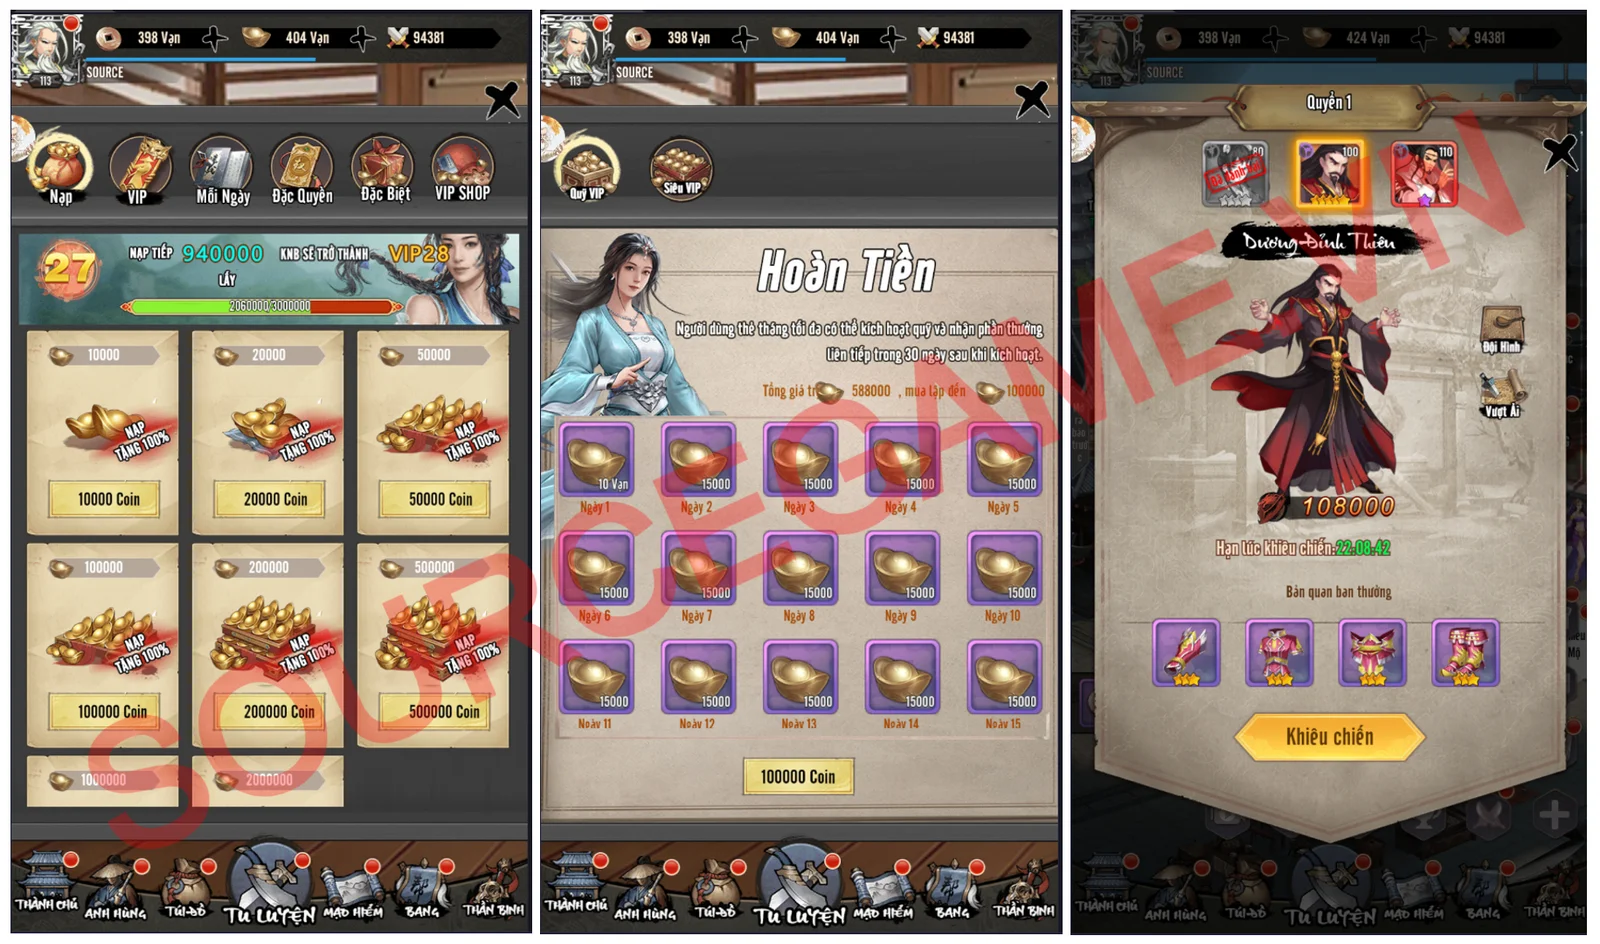 398 Vạn
404 Vạn
94381
113
SOURCE
Nạp
VIP
Mỗi Ngày
Đặc Quyền
Đặc Biệt
VIP SHOP
27
NẠP TIẾP 940000 KNB SẼ TRỞ THÀNH VIP28
LẤY
2060000/3000000
10000
20000
50000
NẠP
TẶNG 100%
NẠP
TẶNG 100%
NẠP
TẶNG 100%
10000 Coin
20000 Coin
50000 Coin
100000
200000
500000
NẠP
TẶNG 100%
NẠP
TẶNG 100%
NẠP
TẶNG 100%
100000 Coin
200000 Coin
500000 Coin
1000000
2000000
THÀNH CHỦ
ANH HÙNG
TÚI ĐỒ
TU LUYỆN
MẠO HIỂM
BANG
THẦN BINH
398 Vạn
404 Vạn
94381
113
SOURCE
Quỹ VIP
Siêu VIP
Hoàn Tiền
Người dùng thẻ tháng tối đa có thể kích hoạt quỹ và nhận phần thưởng
liên tiếp trong 30 ngày sau khi kích hoạt.
Tổng giá tr 588000 , mua lập đến 100000
10 Vạn
15000
15000
15000
15000
Ngày 1
Ngày 2
Ngày 3
Ngày 4
Ngày 5
15000
15000
15000
15000
15000
Ngày 6
Ngày 7
Ngày 8
Ngày 9
Ngày 10
15000
15000
15000
15000
15000
Ngày 11
Ngày 12
Ngày 13
Ngày 14
Ngày 15
100000 Coin
THÀNH CHỦ
ANH HÙNG
TÚI ĐỒ
TU LUYỆN
MẠO HIỂM
BANG
THẦN BINH
398 Vạn
424 Vạn
94381
113
SOURCE
Quyển 1
80
100
110
Dương Đỉnh Thiên
Đội Hình
Vượt Ải
108000
Hạn túc khiêu chiến:22:08:42
Bản quan ban thưởng
Khiêu chiến
THÀNH CHỦ
ANH HÙNG
TÚI ĐỒ
TU LUYỆN
MẠO HIỂM
BANG
THẦN BINH
SOURCEGAMEVN